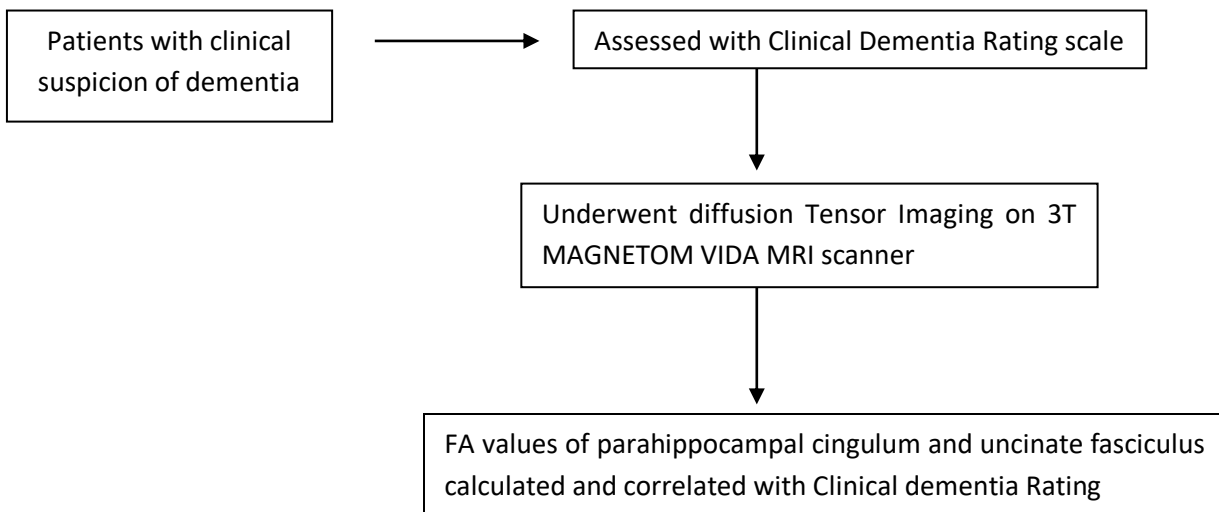 Patients with clinical
suspicion of dementia
Assessed with Clinical Dementia Rating scale
Underwent diffusion Tensor Imaging on 3T
MAGNETOM VIDA MRI scanner
FA values of parahippocampal cingulum and uncinate fasciculus
calculated and correlated with Clinical dementia Rating